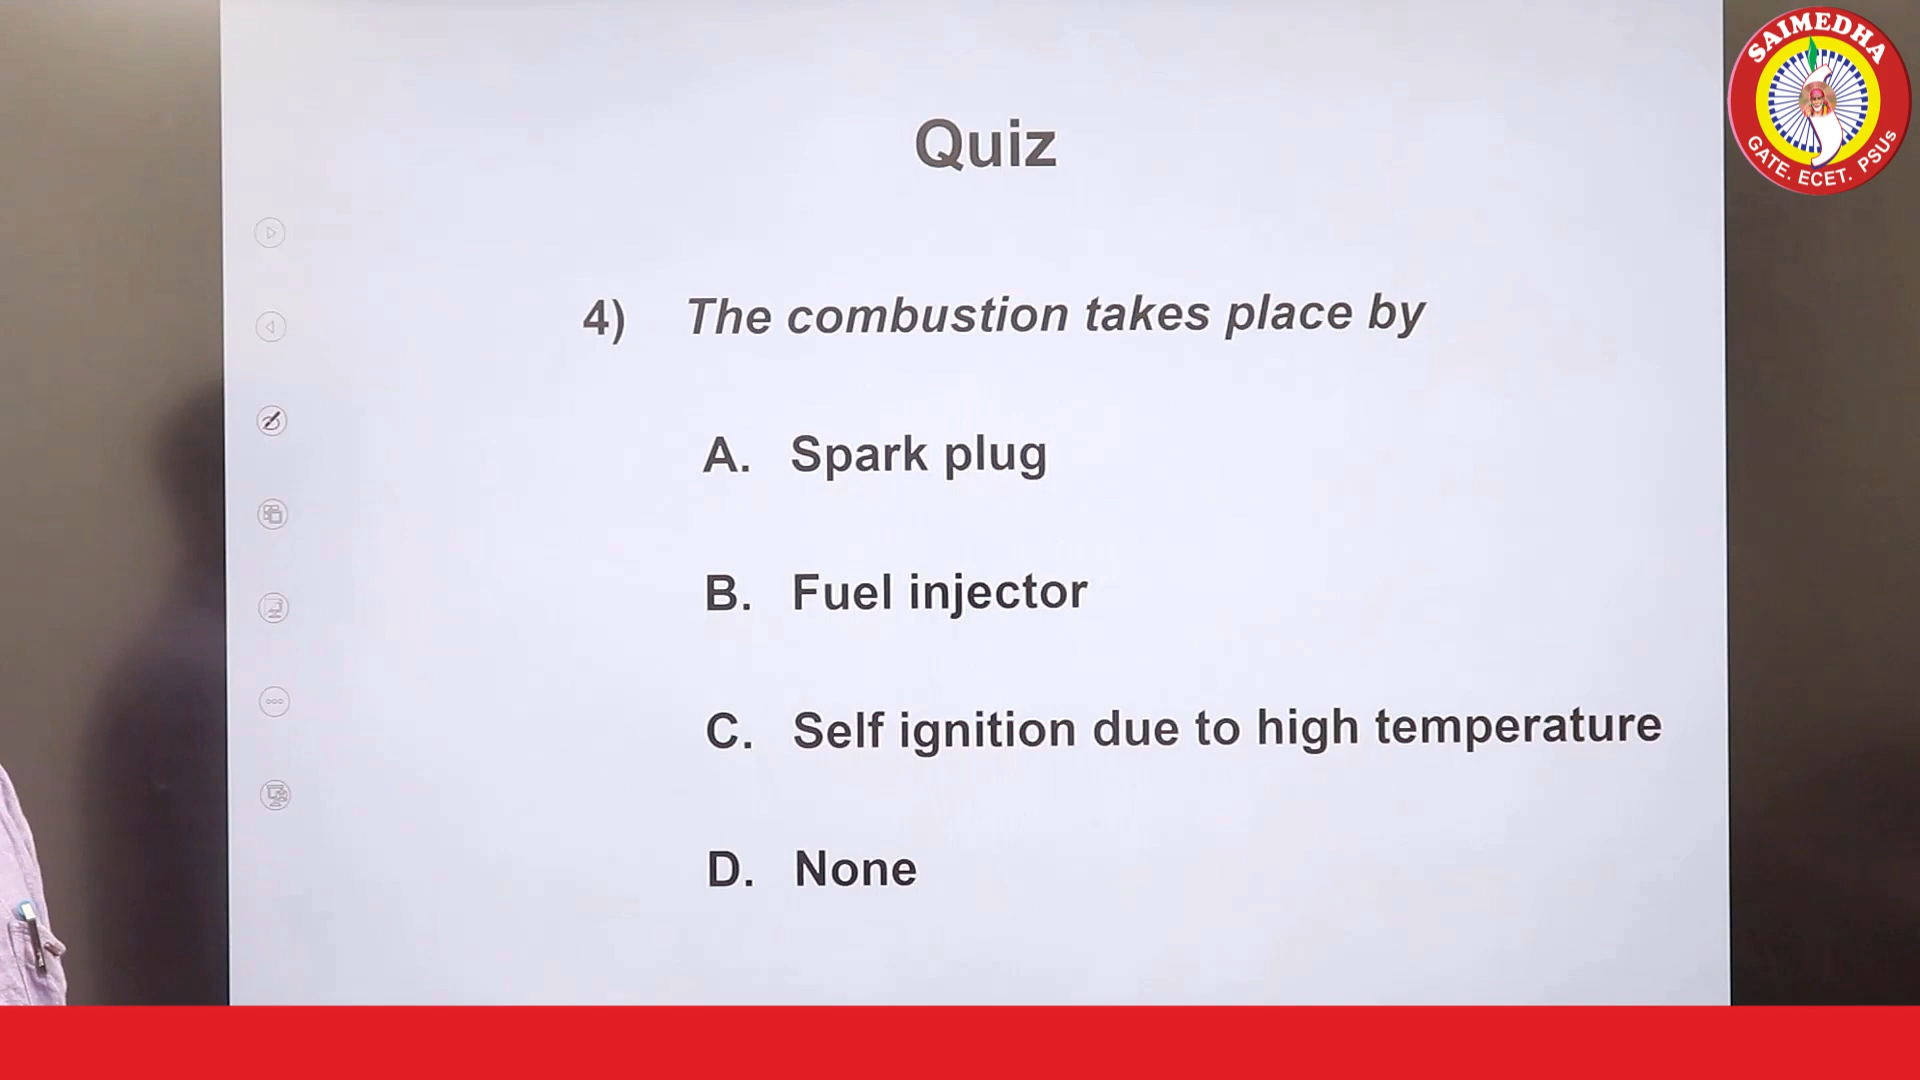 SAIMEDHA
GATE. ECET. PSUs
Quiz
4) The combustion takes place by
A. Spark plug
B. Fuel injector
C. Self ignition due to high temperature
D. None